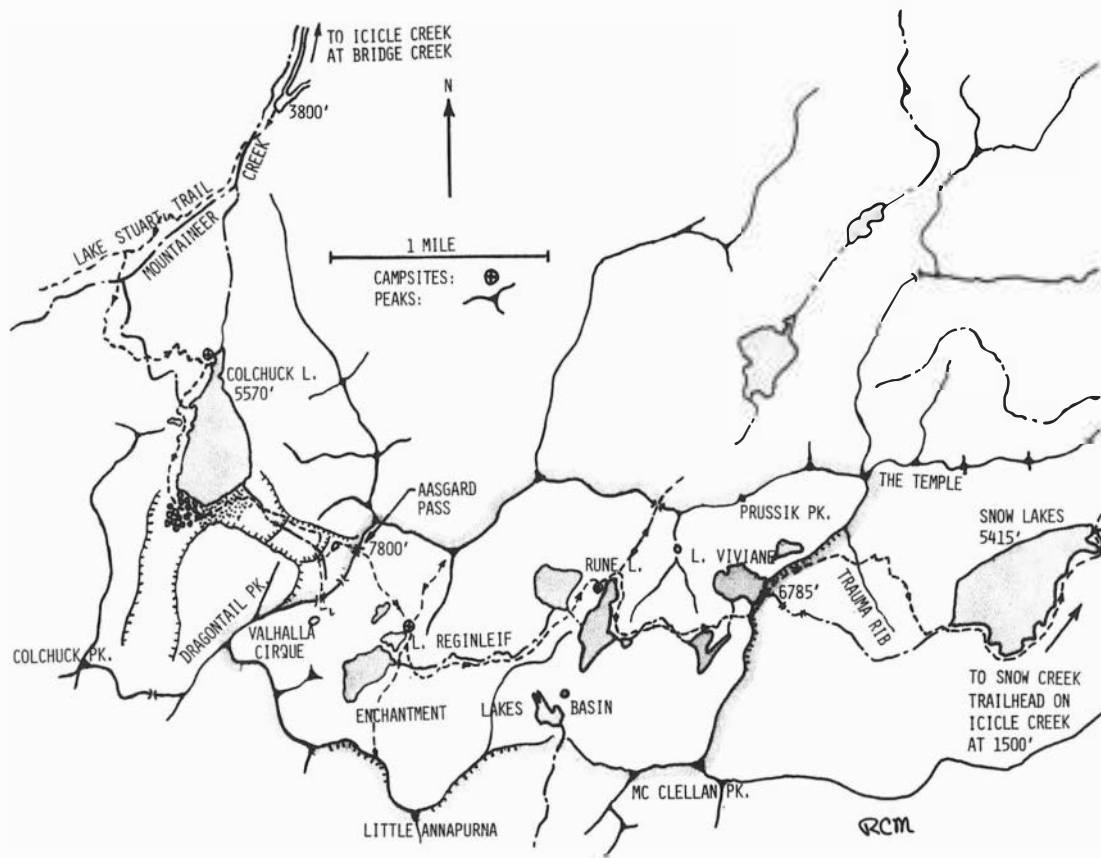 TO ICICLE CREEK
AT BRIDGE CREEK
N
3800'
CREEK
LAKE STUART TRAIL
MOUNTAINEER
1 MILE
CAMPSITES:
PEAKS:
COLCHUCK L.
5570'
AASGARD
PASS
THE TEMPLE
PRUSSIK PK.
SNOW LAKES
5415'
7800'
RUNE L.
L. VIVIANE
6785'
TRAUMA RIB
DRAGONTAIL PK.
VALHALLA
CIRQUE
L. REGINLEIF
COLCHUCK PK.
TO SNOW CREEK
TRAILHEAD ON
ICICLE CREEK
AT 1500'
ENCHANTMENT
LAKES
BASIN
MC CLELLAN PK.
LITTLE ANNAPURNA
RCM